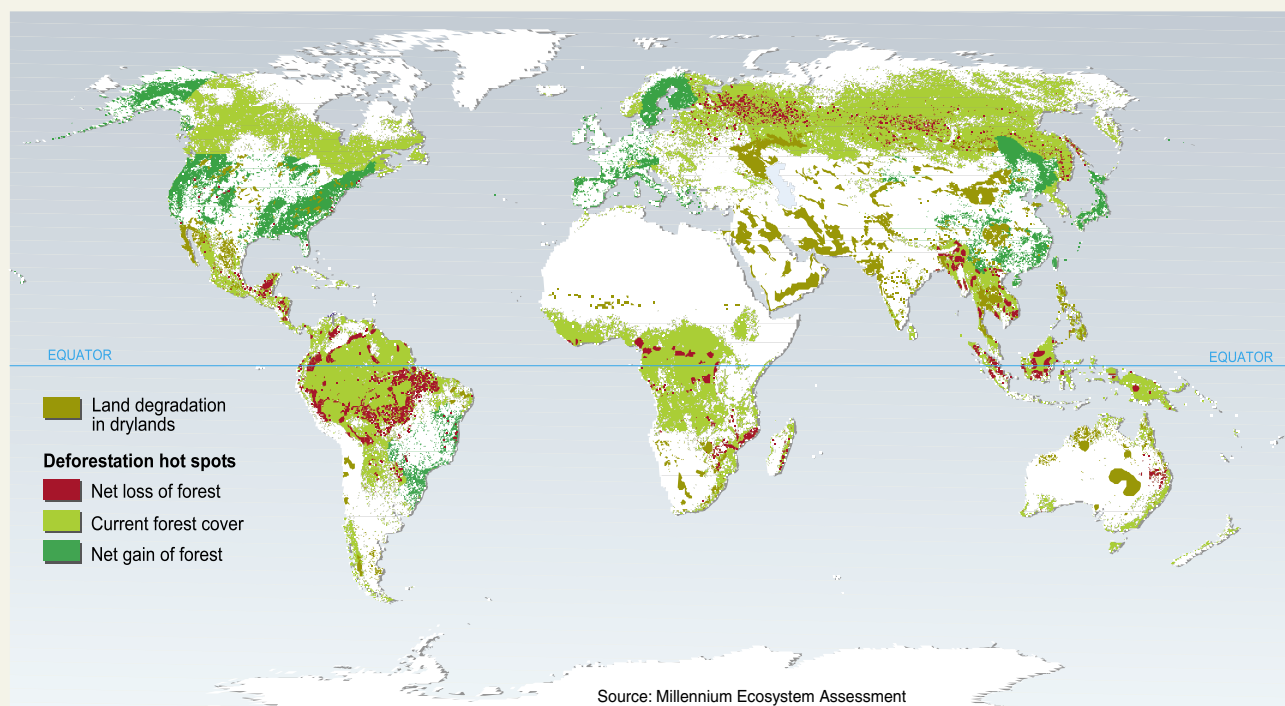 EQUATOR
EQUATOR
Land degradation
in drylands
Deforestation hot spots
Net loss of forest
Current forest cover
Net gain of forest
Source: Millennium Ecosystem Assessment